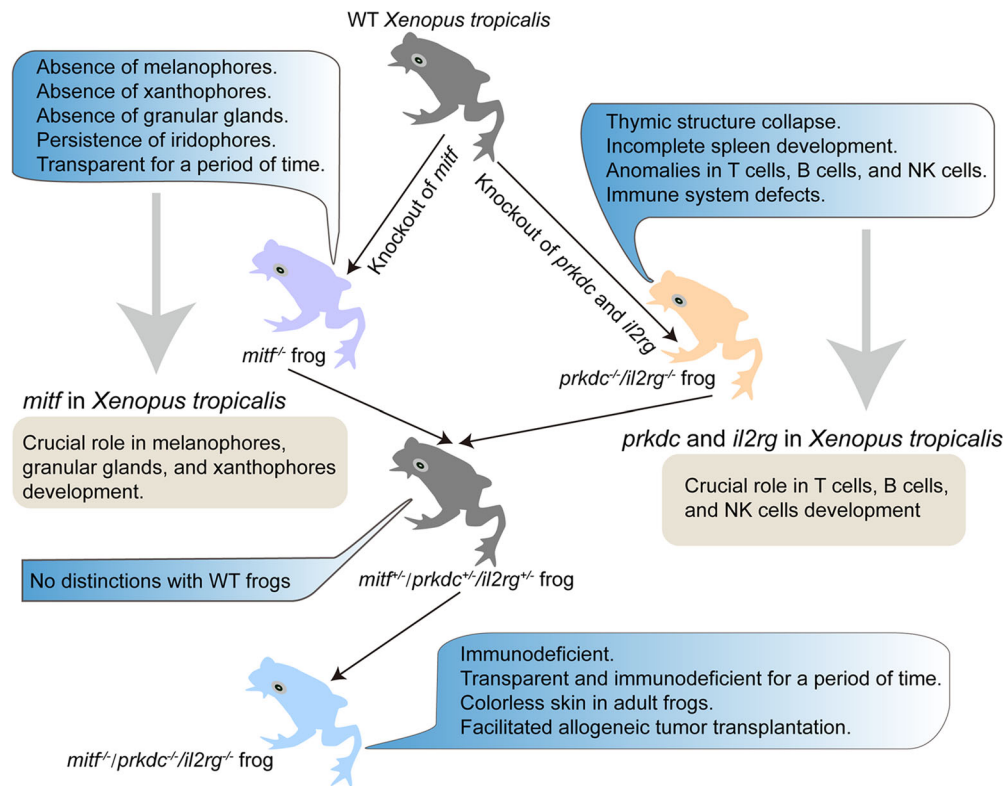 WT Xenopus tropicalis
Absence of melanophores.
Absence of xanthophores.
Absence of granular glands.
Persistence of iridophores.
Transparent for a period of time.
Thymic structure collapse.
Incomplete spleen development.
Anomalies in T cells, B cells, and NK cells.
Immune system defects.
Knockout of mitf
Knockout of prkdc and il2rg
mitf-/- frog
prkdc-/-/il2rg-/- frog
mitf in Xenopus tropicalis
Crucial role in melanophores,
granular glands, and xanthophores
development.
prkdc and il2rg in Xenopus tropicalis
Crucial role in T cells, B cells,
and NK cells development
No distinctions with WT frogs
mitf+/-/prkdc+/-/il2rg+/- frog
Immunodeficient.
Transparent and immunodeficient for a period of time.
Colorless skin in adult frogs.
Facilitated allogeneic tumor transplantation.
mitf-/-/prkdc-/-/il2rg-/- frog